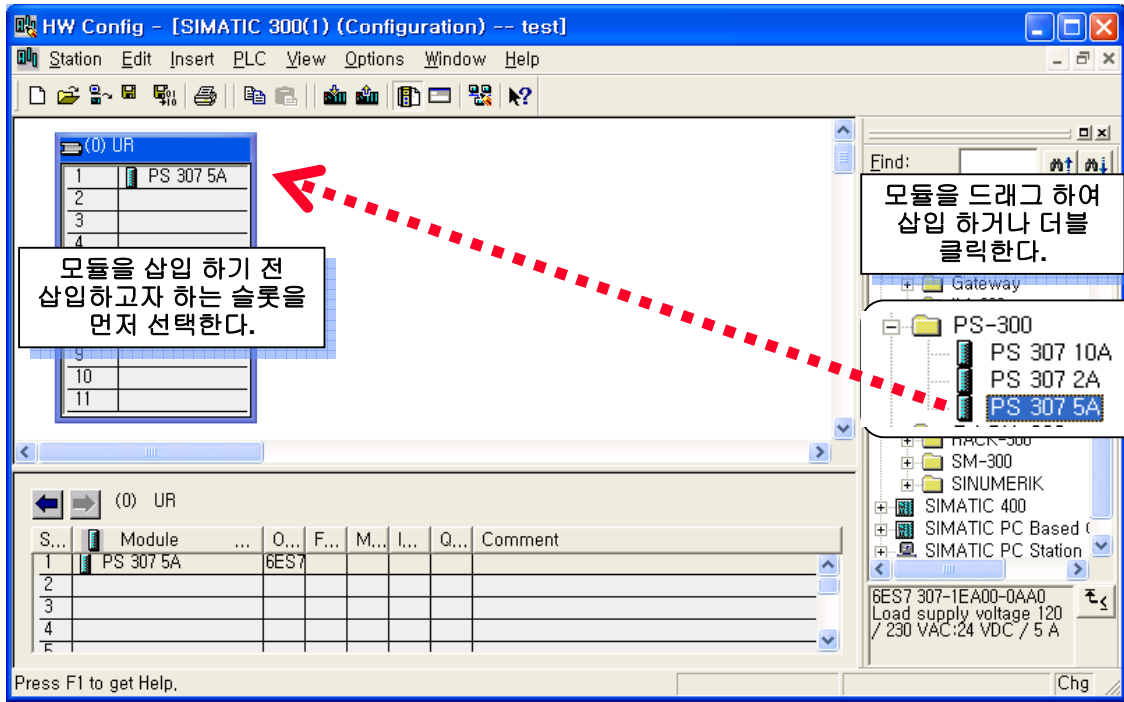 HW Config - [SIMATIC 300(1) (Configuration) -- test]
Station Edit Insert PLC View Options Window Help
(0) UR
1 PS 307 5A
2
3
4
모듈을 삽입 하기 전
삽입하고자 하는 슬롯을
먼저 선택한다.
9
10
11
Find:
모듈을 드래그 하여
삽입 하거나 더블
클릭한다.
Gateway
PS-300
PS 307 10A
PS 307 2A
PS 307 5A
RACK-300
SM-300
SINUMERIK
SIMATIC 400
SIMATIC PC Based
SIMATIC PC Station
(0) UR
S... Module ... O... F... M... I... Q... Comment
1 PS 307 5A 6ES7
2
3
4
5
6ES7 307-1EA00-0AA0
Load supply voltage 120
/ 230 VAC:24 VDC / 5 A
Press F1 to get Help,
Chg